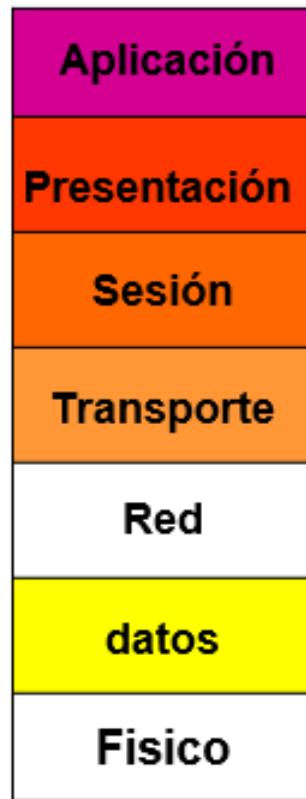 Aplicación
Presentación
Sesión
Transporte
Red
datos
Fisico